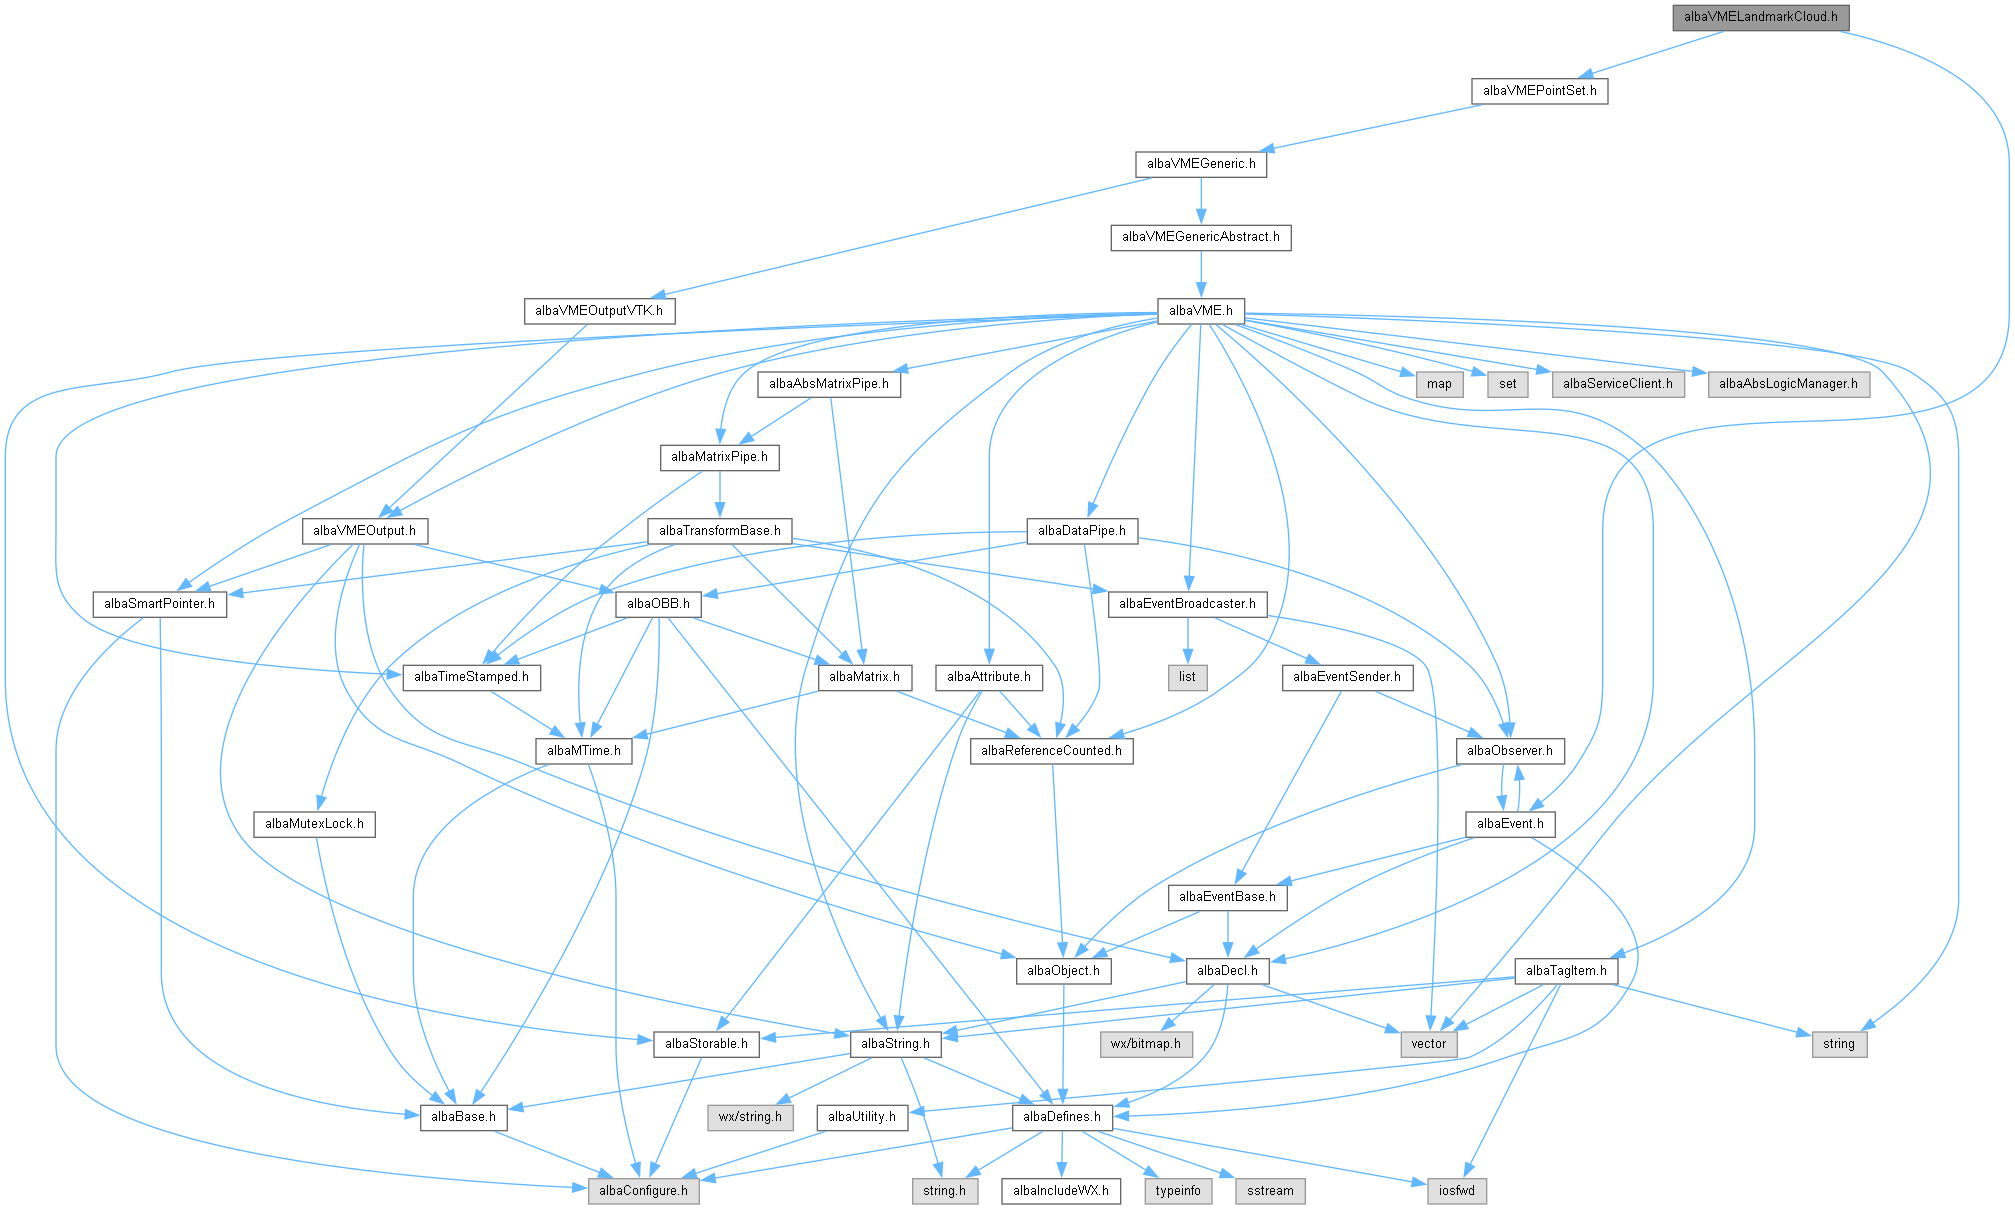 albaVMELandmarkCloud.h
albaVMEPointSet.h
albaVMEGeneric.h
albaVMEGenericAbstract.h
albaVMEOutputVTK.h
albaVME.h
albaAbsMatrixPipe.h
map
set
albaServiceClient.h
albaAbsLogicManager.h
albaMatrixPipe.h
albaVMEOutput.h
albaTransformBase.h
albaDataPipe.h
albaSmartPointer.h
albaOBB.h
albaEventBroadcaster.h
albaTimeStamped.h
albaMatrix.h
albaAttribute.h
list
albaEventSender.h
albaMTime.h
albaReferenceCounted.h
albaObserver.h
albaMutexLock.h
albaEvent.h
albaEventBase.h
albaObject.h
albaDecl.h
albaTagItem.h
albaStorable.h
albaString.h
wx/bitmap.h
vector
string
albaBase.h
wx/string.h
albaUtility.h
albaDefines.h
albaConfigure.h
string.h
albaIncludeWX.h
typeinfo
sstream
iosfwd